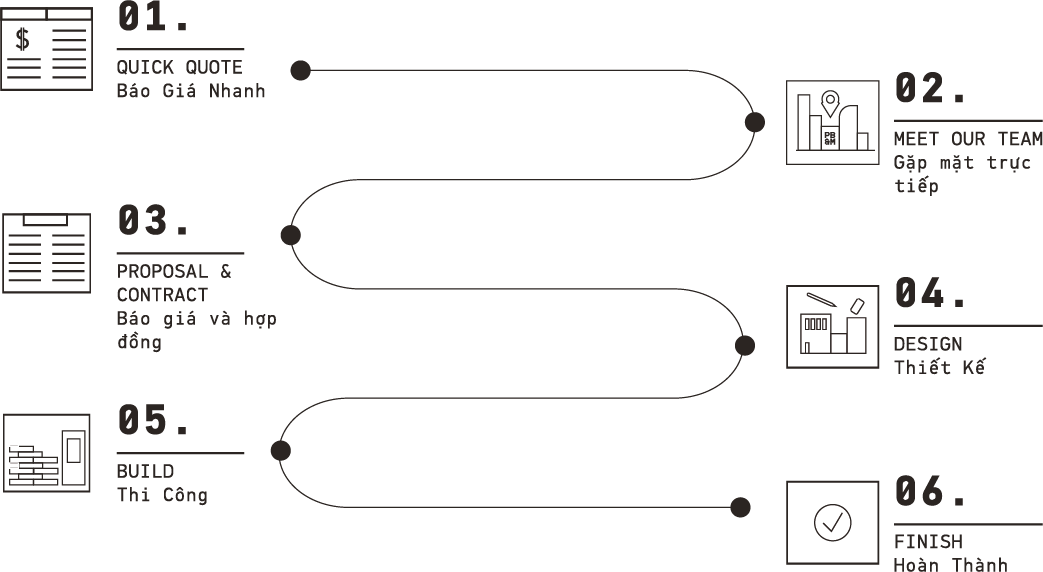 $
01.
QUICK QUOTE
Báo Giá Nhanh
02.
PB
&M
MEET OUR TEAM
Gặp mặt trực
tiếp
03.
PROPOSAL &
CONTRACT
Báo giá và hợp
đồng
04.
DESIGN
Thiết Kế
05.
BUILD
Thi Công
06.
FINISH
Hoàn Thành